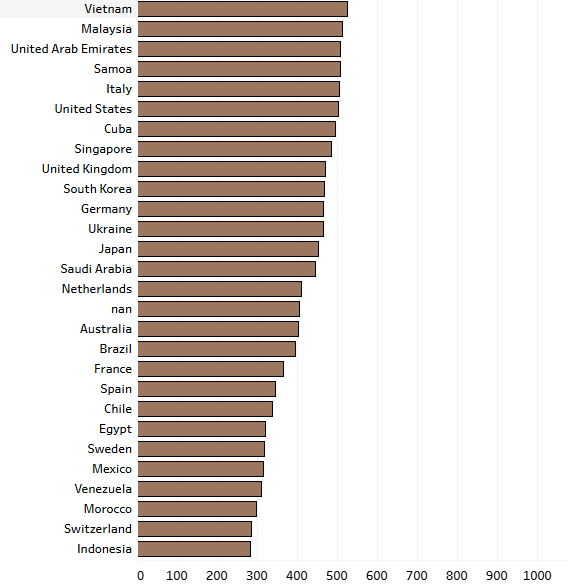 Vietnam
Malaysia
United Arab Emirates
Samoa
Italy
United States
Cuba
Singapore
United Kingdom
South Korea
Germany
Ukraine
Japan
Saudi Arabia
Netherlands
nan
Australia
Brazil
France
Spain
Chile
Egypt
Sweden
Mexico
Venezuela
Morocco
Switzerland
Indonesia
0 100 200 300 400 500 600 700 800 900 1000